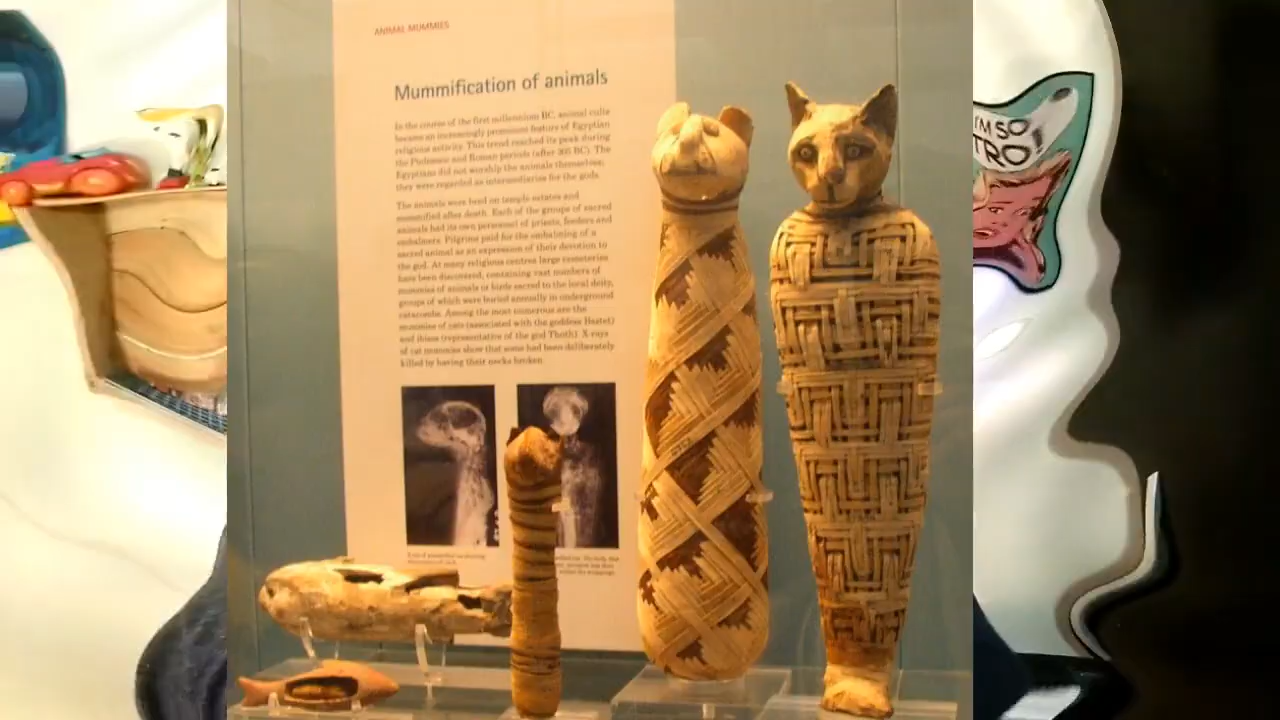 ANIMAL MUMMIES
Mummification of animals
In the course of the first millennium BC, animal cults
became an increasingly prominent feature of Egyptian
religious activity. This trend reached its peak during
the Ptolemaic and Roman periods (after 305 BC). The
Egyptians did not worship the animals themselves;
they were regarded as intermediaries for the gods.
The animals were bred on temple estates and
mummified after death. Each of the groups of sacred
animals had its own personnel of priests, feeders and
embalmers. Pilgrims paid for the embalming of a
sacred animal as an expression of their devotion to
the god. At many religious centres large cemeteries
have been discovered, containing vast numbers of
mummies of animals or birds sacred to the local deity,
groups of which were buried annually in underground
catacombs. Among the most numerous are the
mummies of cats (associated with the goddess Bastet)
and ibises (representative of the god Thoth). X-rays
of cat mummies show that some had been deliberately
killed by having their necks broken.
I'M SO
TRO!